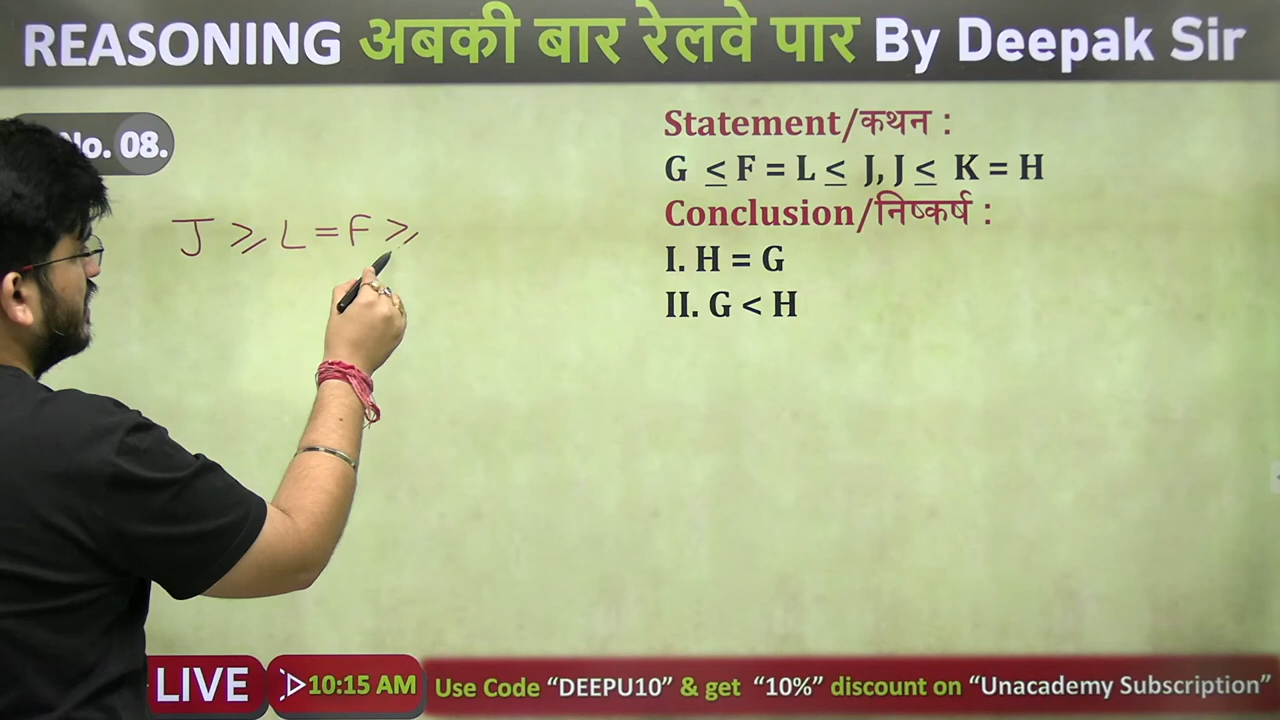 REASONING अबकी बार रेलवे पार By Deepak Sir
No. 08.
Statement/कथन :
G ≤ F = L ≤ J, J ≤ K = H
Conclusion/निष्कर्ष :
I. H = G
II. G < H
J ≥ L = F ≥
LIVE 10:15 AM Use Code “DEEPU10” & get “10%” discount on “Unacademy Subscription”